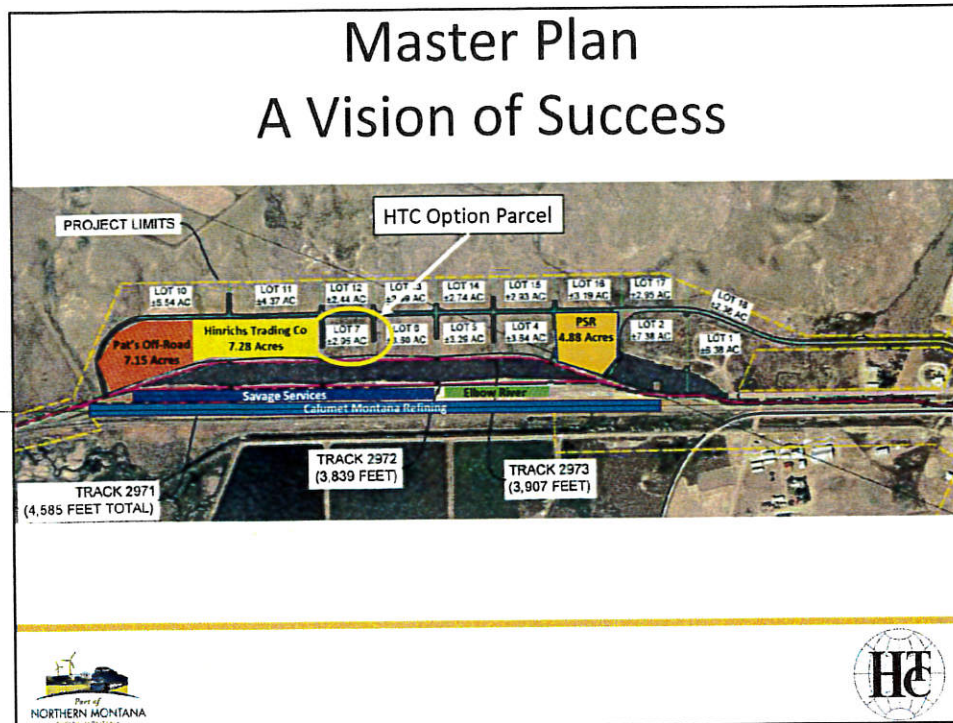 Master Plan
A Vision of Success
PROJECT LIMITS
HTC Option Parcel
LOT 10
±5.54 AC
LOT 11
±4.37 AC
LOT 12
±2.44 AC
LOT 14
±2.74 AC
LOT 15
±2.93 AC
LOT 16
±3.19 AC
LOT 17
±2.95 AC
LOT 18
Pat's Off-Road
7.15 Acres
Hinrichs Trading Co
7.28 Acres
LOT 7
±2.95 AC
LOT 6
LOT 5
±3.29 AC
LOT 4
±3.64 AC
PSR
4.88 Acres
LOT 2
±7.38 AC
LOT 1
Savage Services
Elbow River
Calumet Montana Refining
TRACK 2971
(4,585 FEET TOTAL)
TRACK 2972
(3,839 FEET)
TRACK 2973
(3,907 FEET)
Port of
NORTHERN MONTANA
HTC